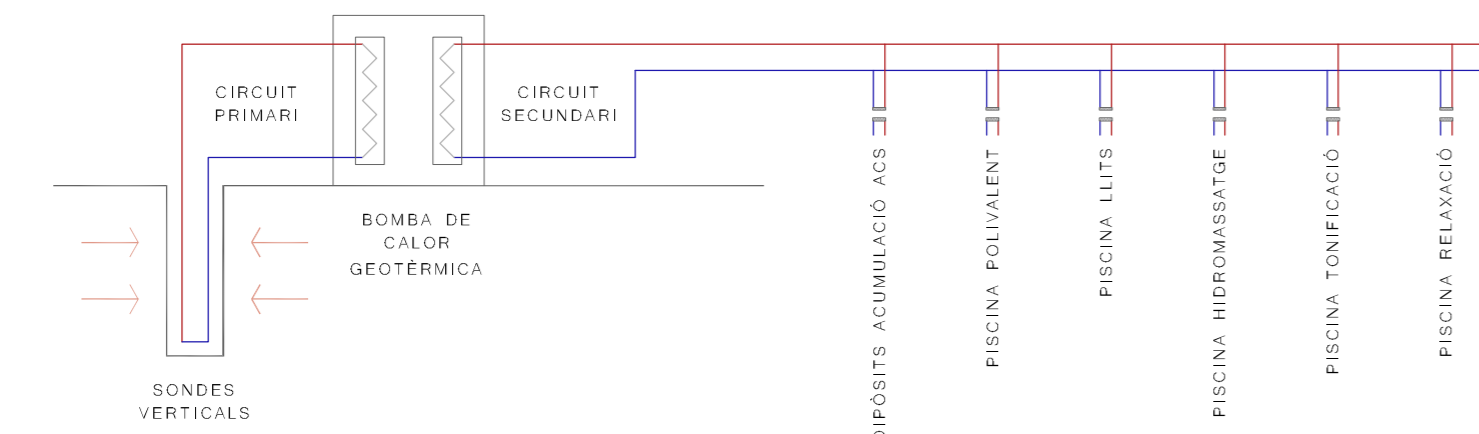 CIRCUIT
PRIMARI
CIRCUIT
SECUNDARI
BOMBA DE
CALOR
GEOTÈRMICA
SONDES
VERTICALS
DIPÒSITS ACUMULACIÓ ACS
PISCINA POLIVALENT
PISCINA LLITS
PISCINA HIDROMASSATGE
PISCINA TONIFICACIÓ
PISCINA RELAXACIÓ